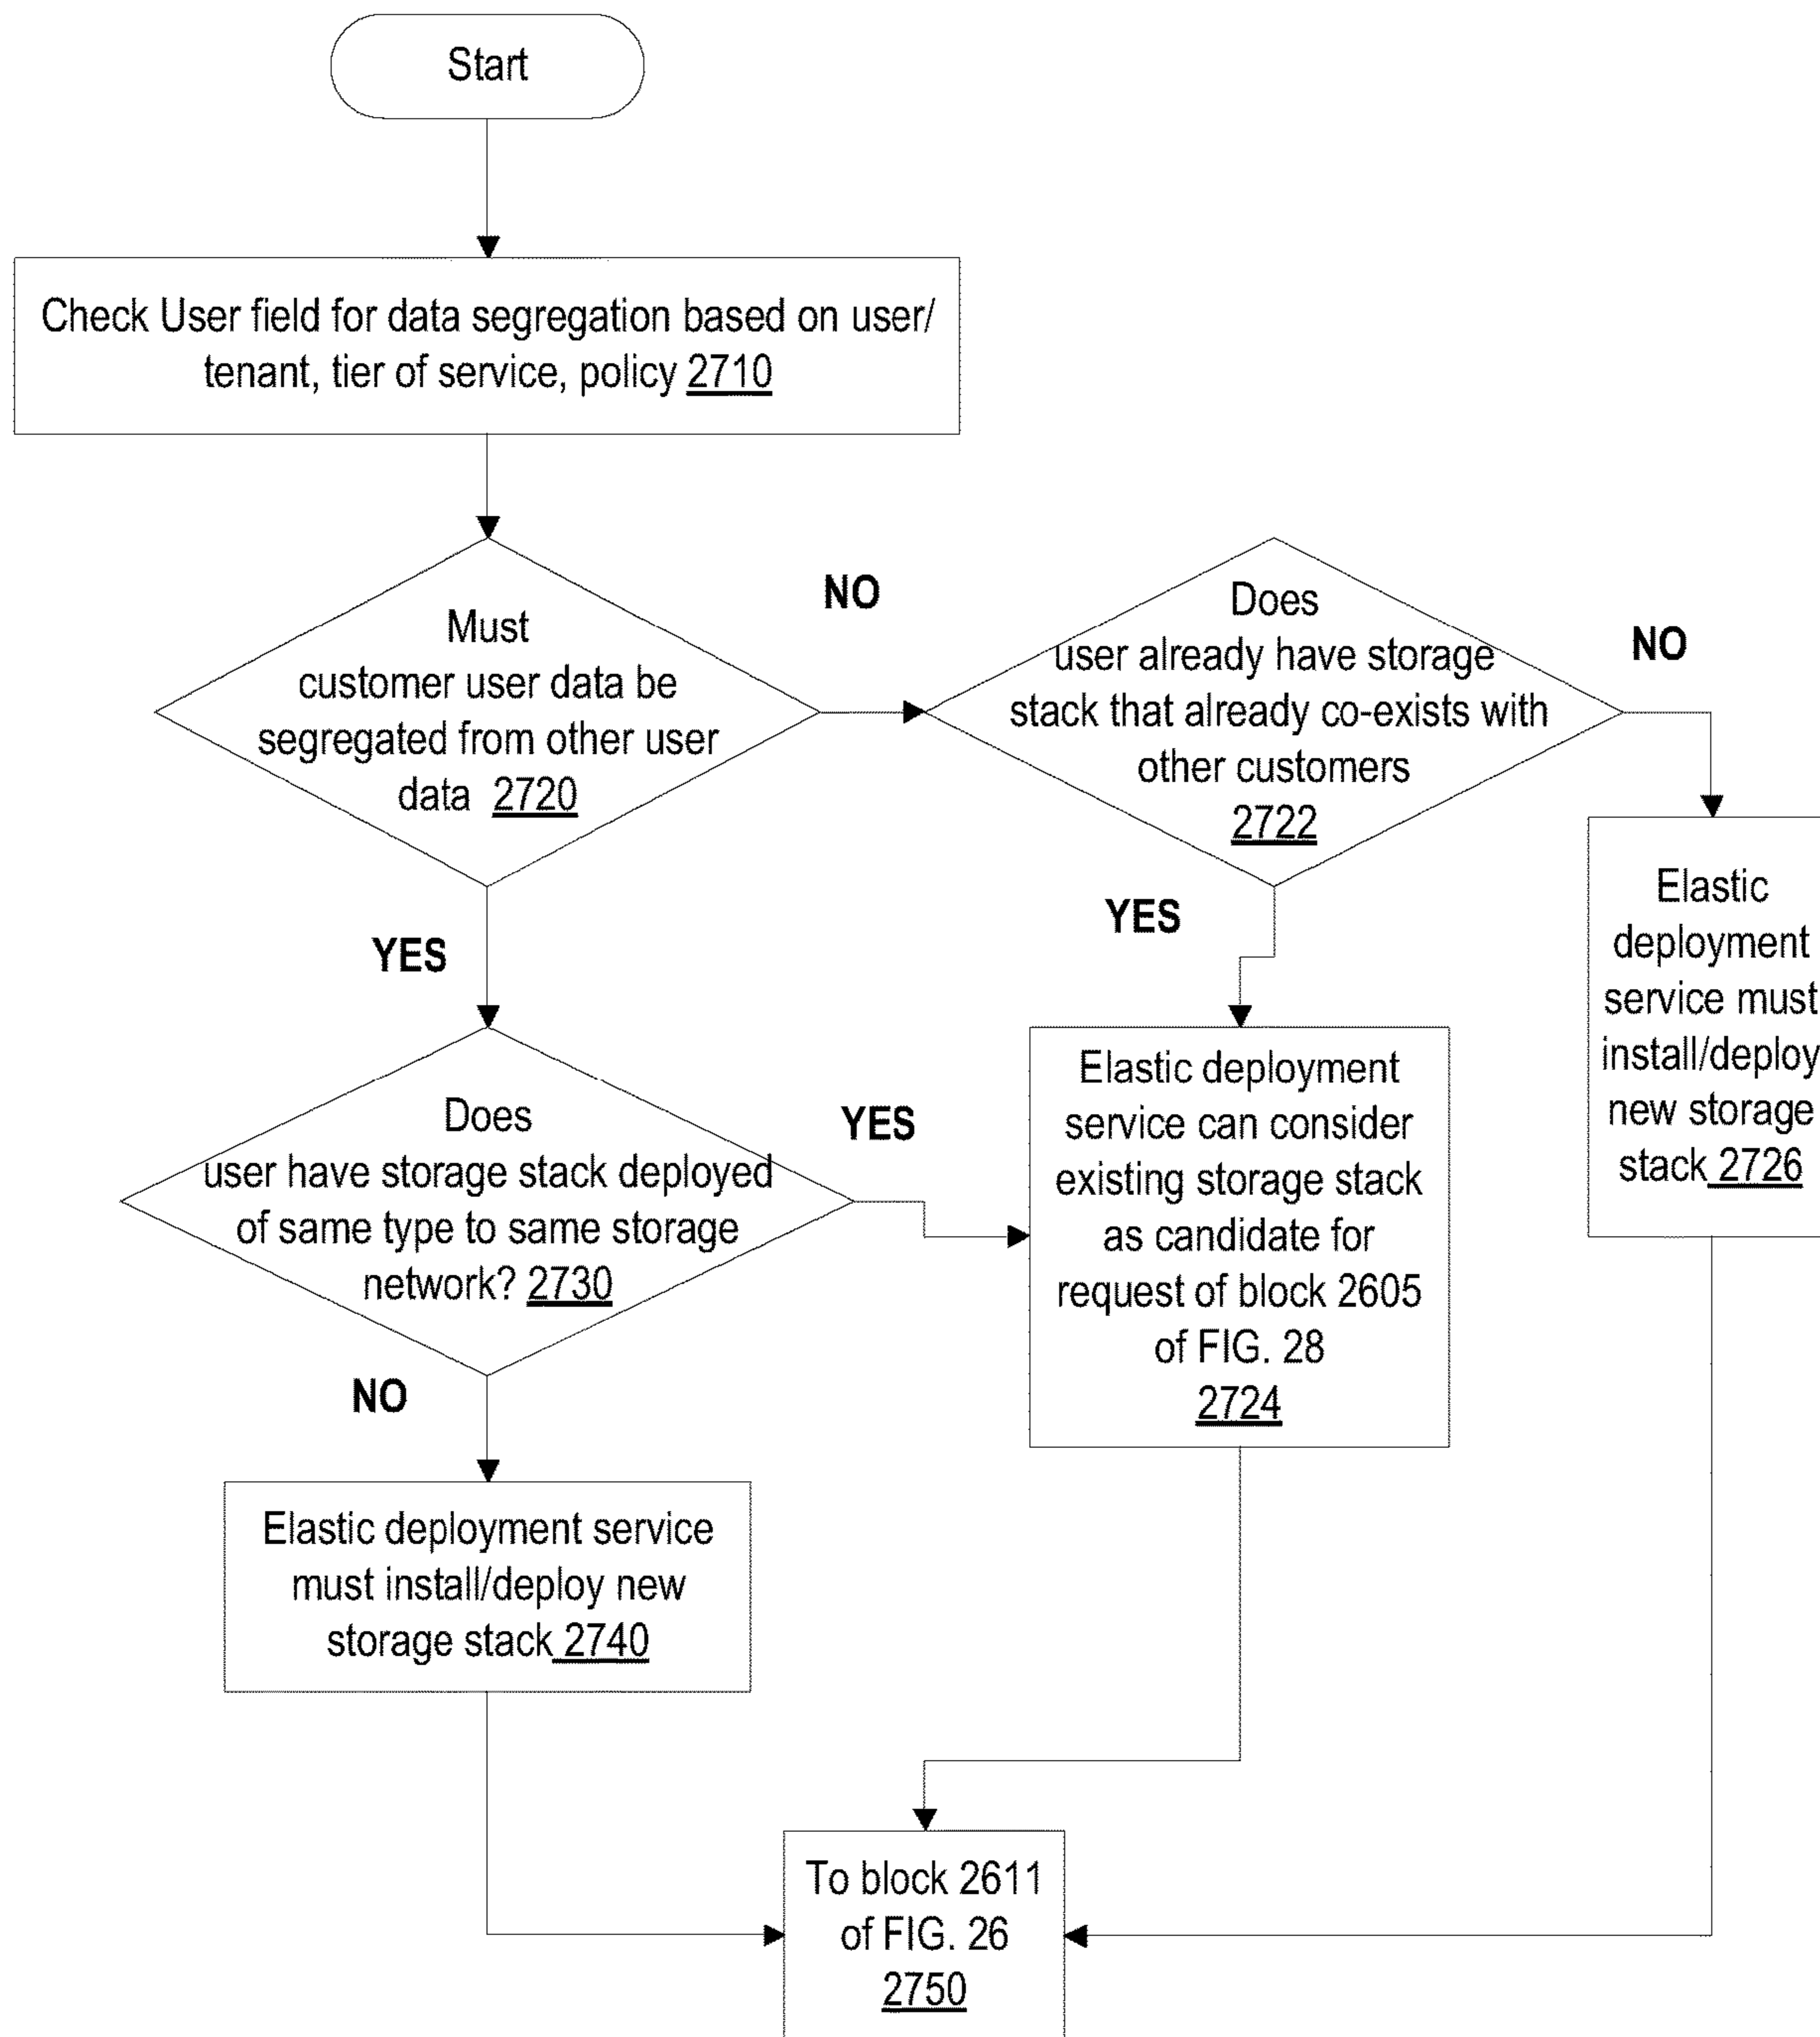 Start
Check User field for data segregation based on user/
tenant, tier of service, policy 2710
Must
customer user data be
segregated from other user
data 2720
NO
Does
user already have storage
stack that already co-exists with
other customers
2722
NO
YES
Elastic
deployment
service must
install/deploy
new storage
stack 2726
YES
Does
user have storage stack deployed
of same type to same storage
network? 2730
YES
Elastic deployment
service can consider
existing storage stack
as candidate for
request of block 2605
of FIG. 28
2724
NO
Elastic deployment service
must install/deploy new
storage stack 2740
To block 2611
of FIG. 26
2750